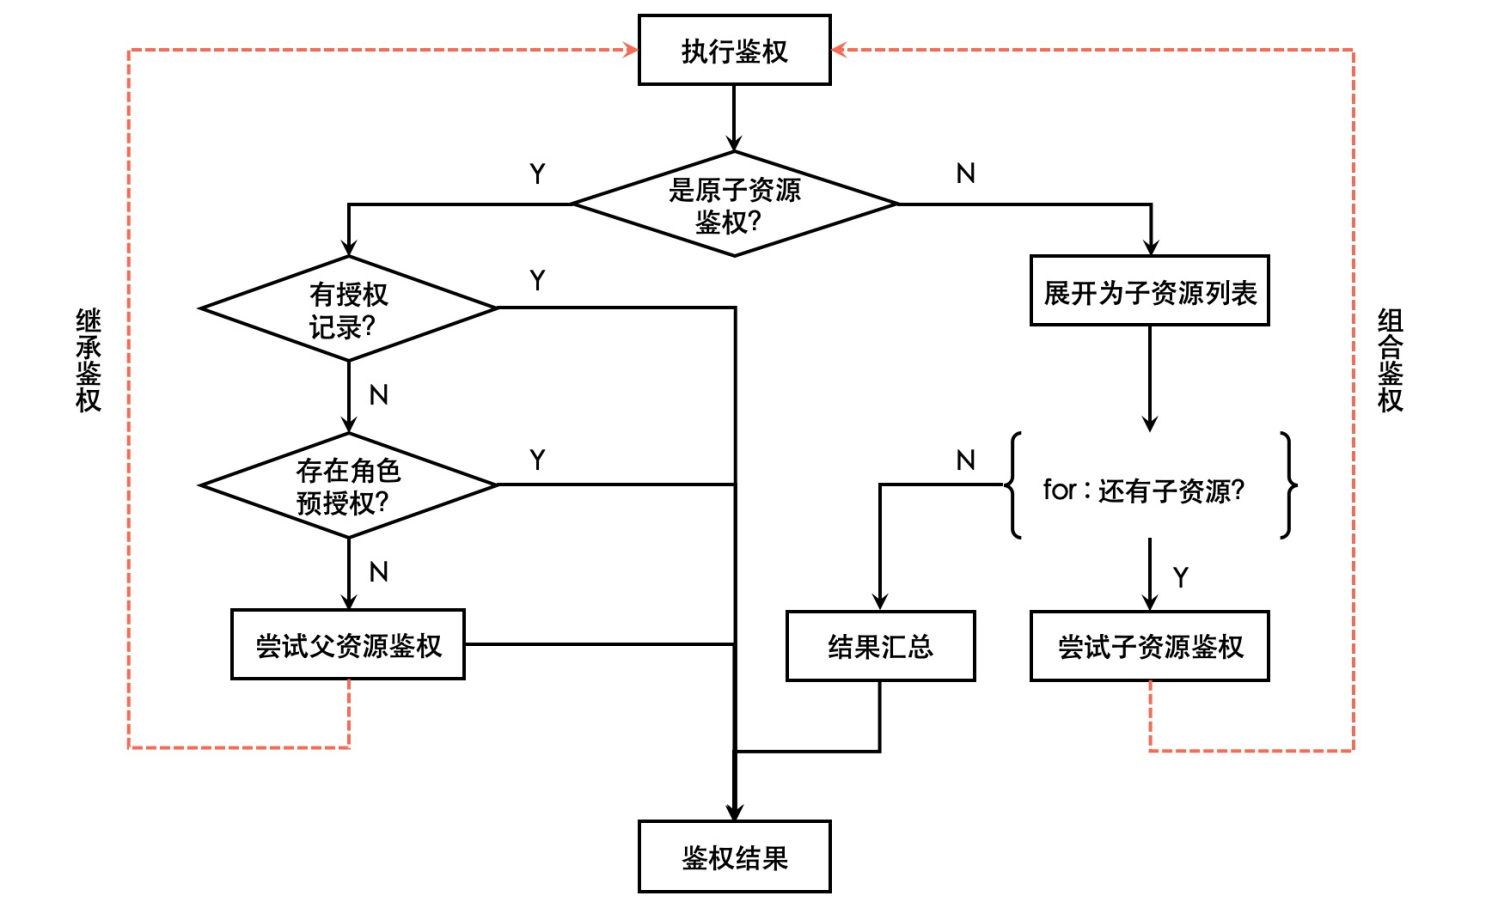 执行鉴权
Y
是原子资源
鉴权?
N
有授权
记录?
Y
展开为子资源列表
继承鉴权
组合鉴权
N
存在角色
预授权?
Y
N
for：还有子资源?
N
Y
尝试父资源鉴权
结果汇总
尝试子资源鉴权
鉴权结果